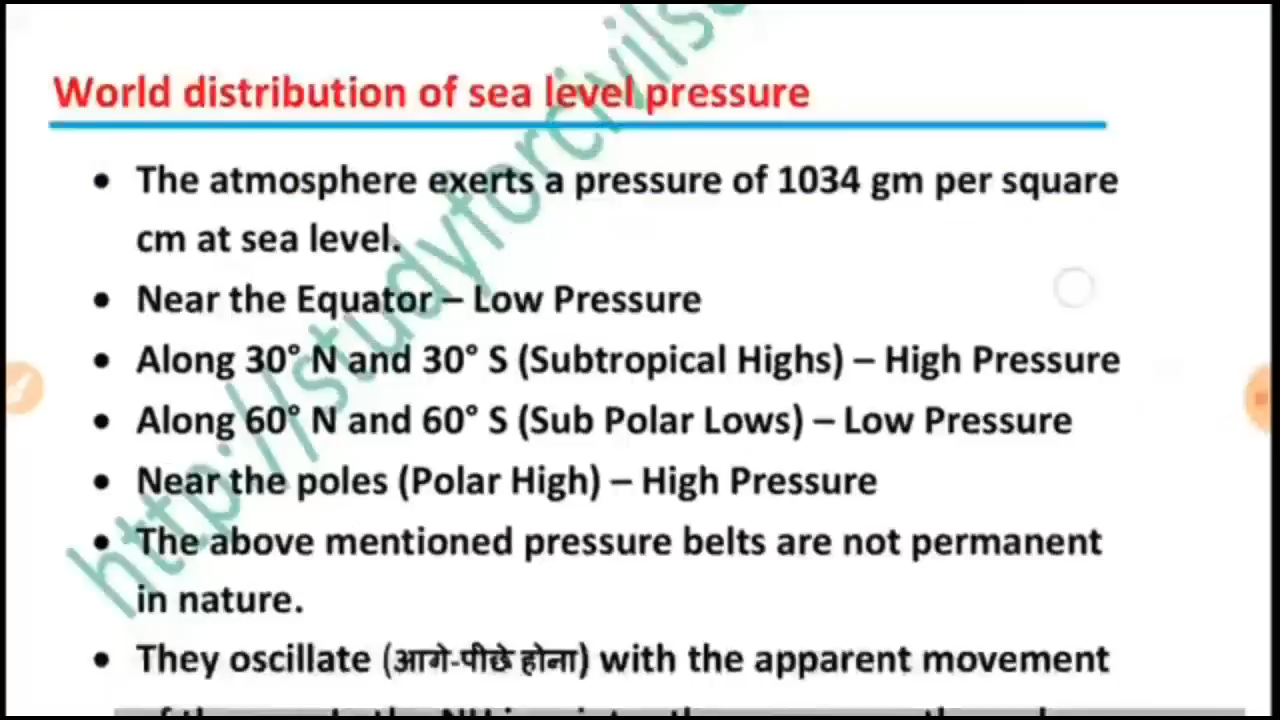 World distribution of sea level pressure
• The atmosphere exerts a pressure of 1034 gm per square
cm at sea level.
• Near the Equator – Low Pressure
• Along 30° N and 30° S (Subtropical Highs) – High Pressure
• Along 60° N and 60° S (Sub Polar Lows) – Low Pressure
• Near the poles (Polar High) – High Pressure
• The above mentioned pressure belts are not permanent
in nature.
• They oscillate (आगे-पीछे होना) with the apparent movement
http://studyforcivils